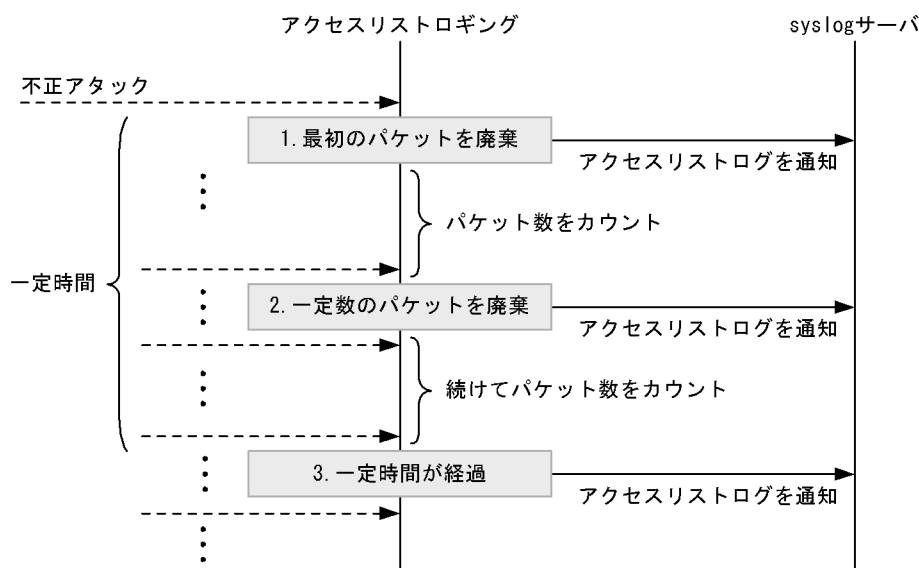 アクセスリストロギング
syslogサーバ
不正アタック
1.最初のパケットを廃棄
アクセスリストログを通知
パケット数をカウント
一定時間
2.一定数のパケットを廃棄
アクセスリストログを通知
続けてパケット数をカウント
3.一定時間が経過
アクセスリストログを通知